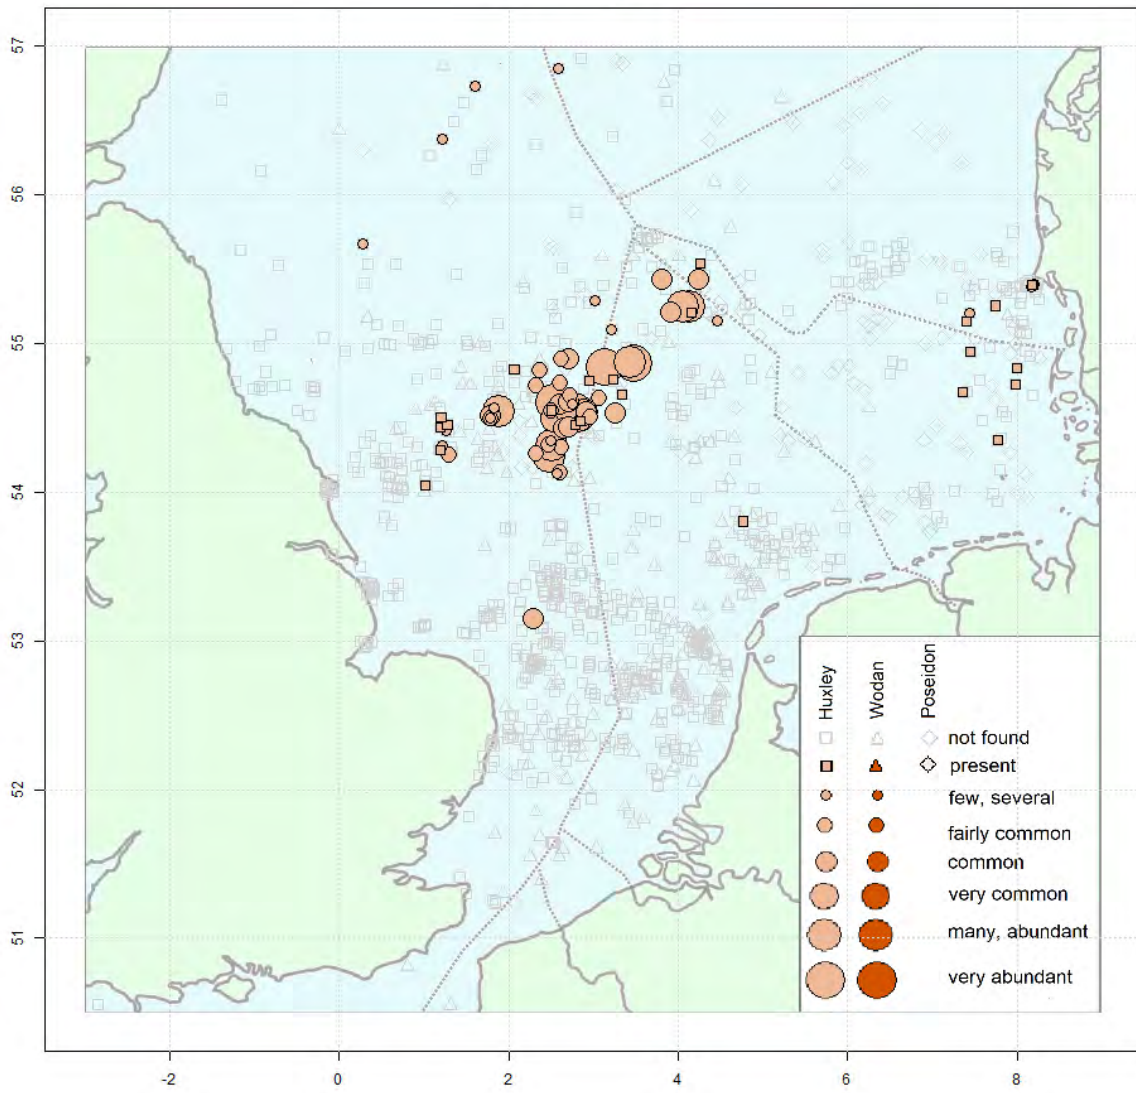 57
56
55
54
53
52
51
Huxley
Wodan
Poseidon
not found
present
few, several
fairly common
common
very common
many, abundant
very abundant
-2
0
2
4
6
8